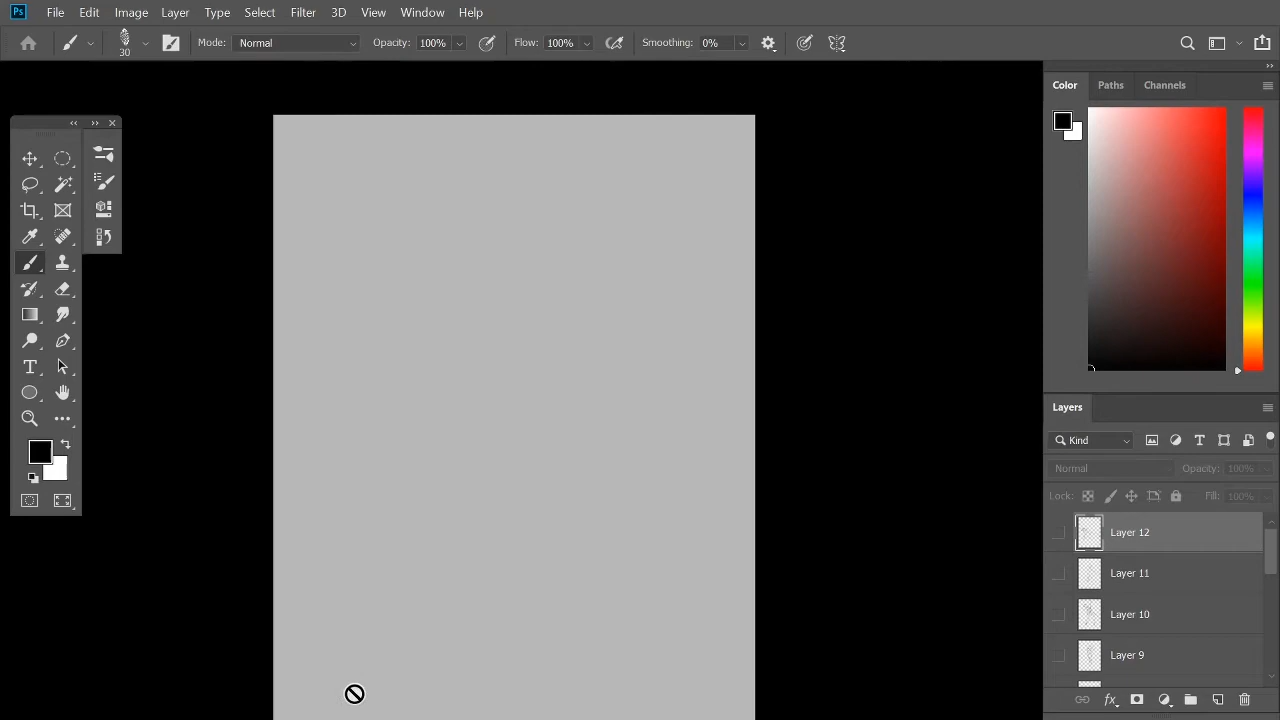 Ps File Edit Image Layer Type Select Filter 3D View Window Help
30 Mode: Normal Opacity: 100% Flow: 100% Smoothing: 0%
Color Paths Channels
Layers
Kind
Normal Opacity: 100%
Lock: Fill: 100%
Layer 12
Layer 11
Layer 10
Layer 9
T
fx